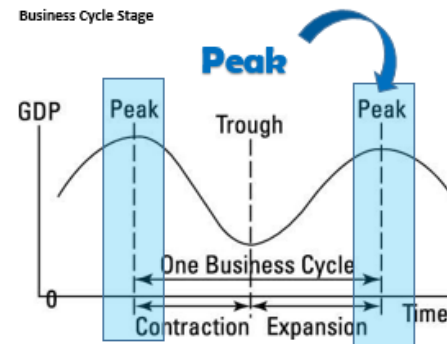 Business Cycle Stage
Peak
GDP
Peak
Trough
Peak
One Business Cycle
0
Time
Contraction
Expansion